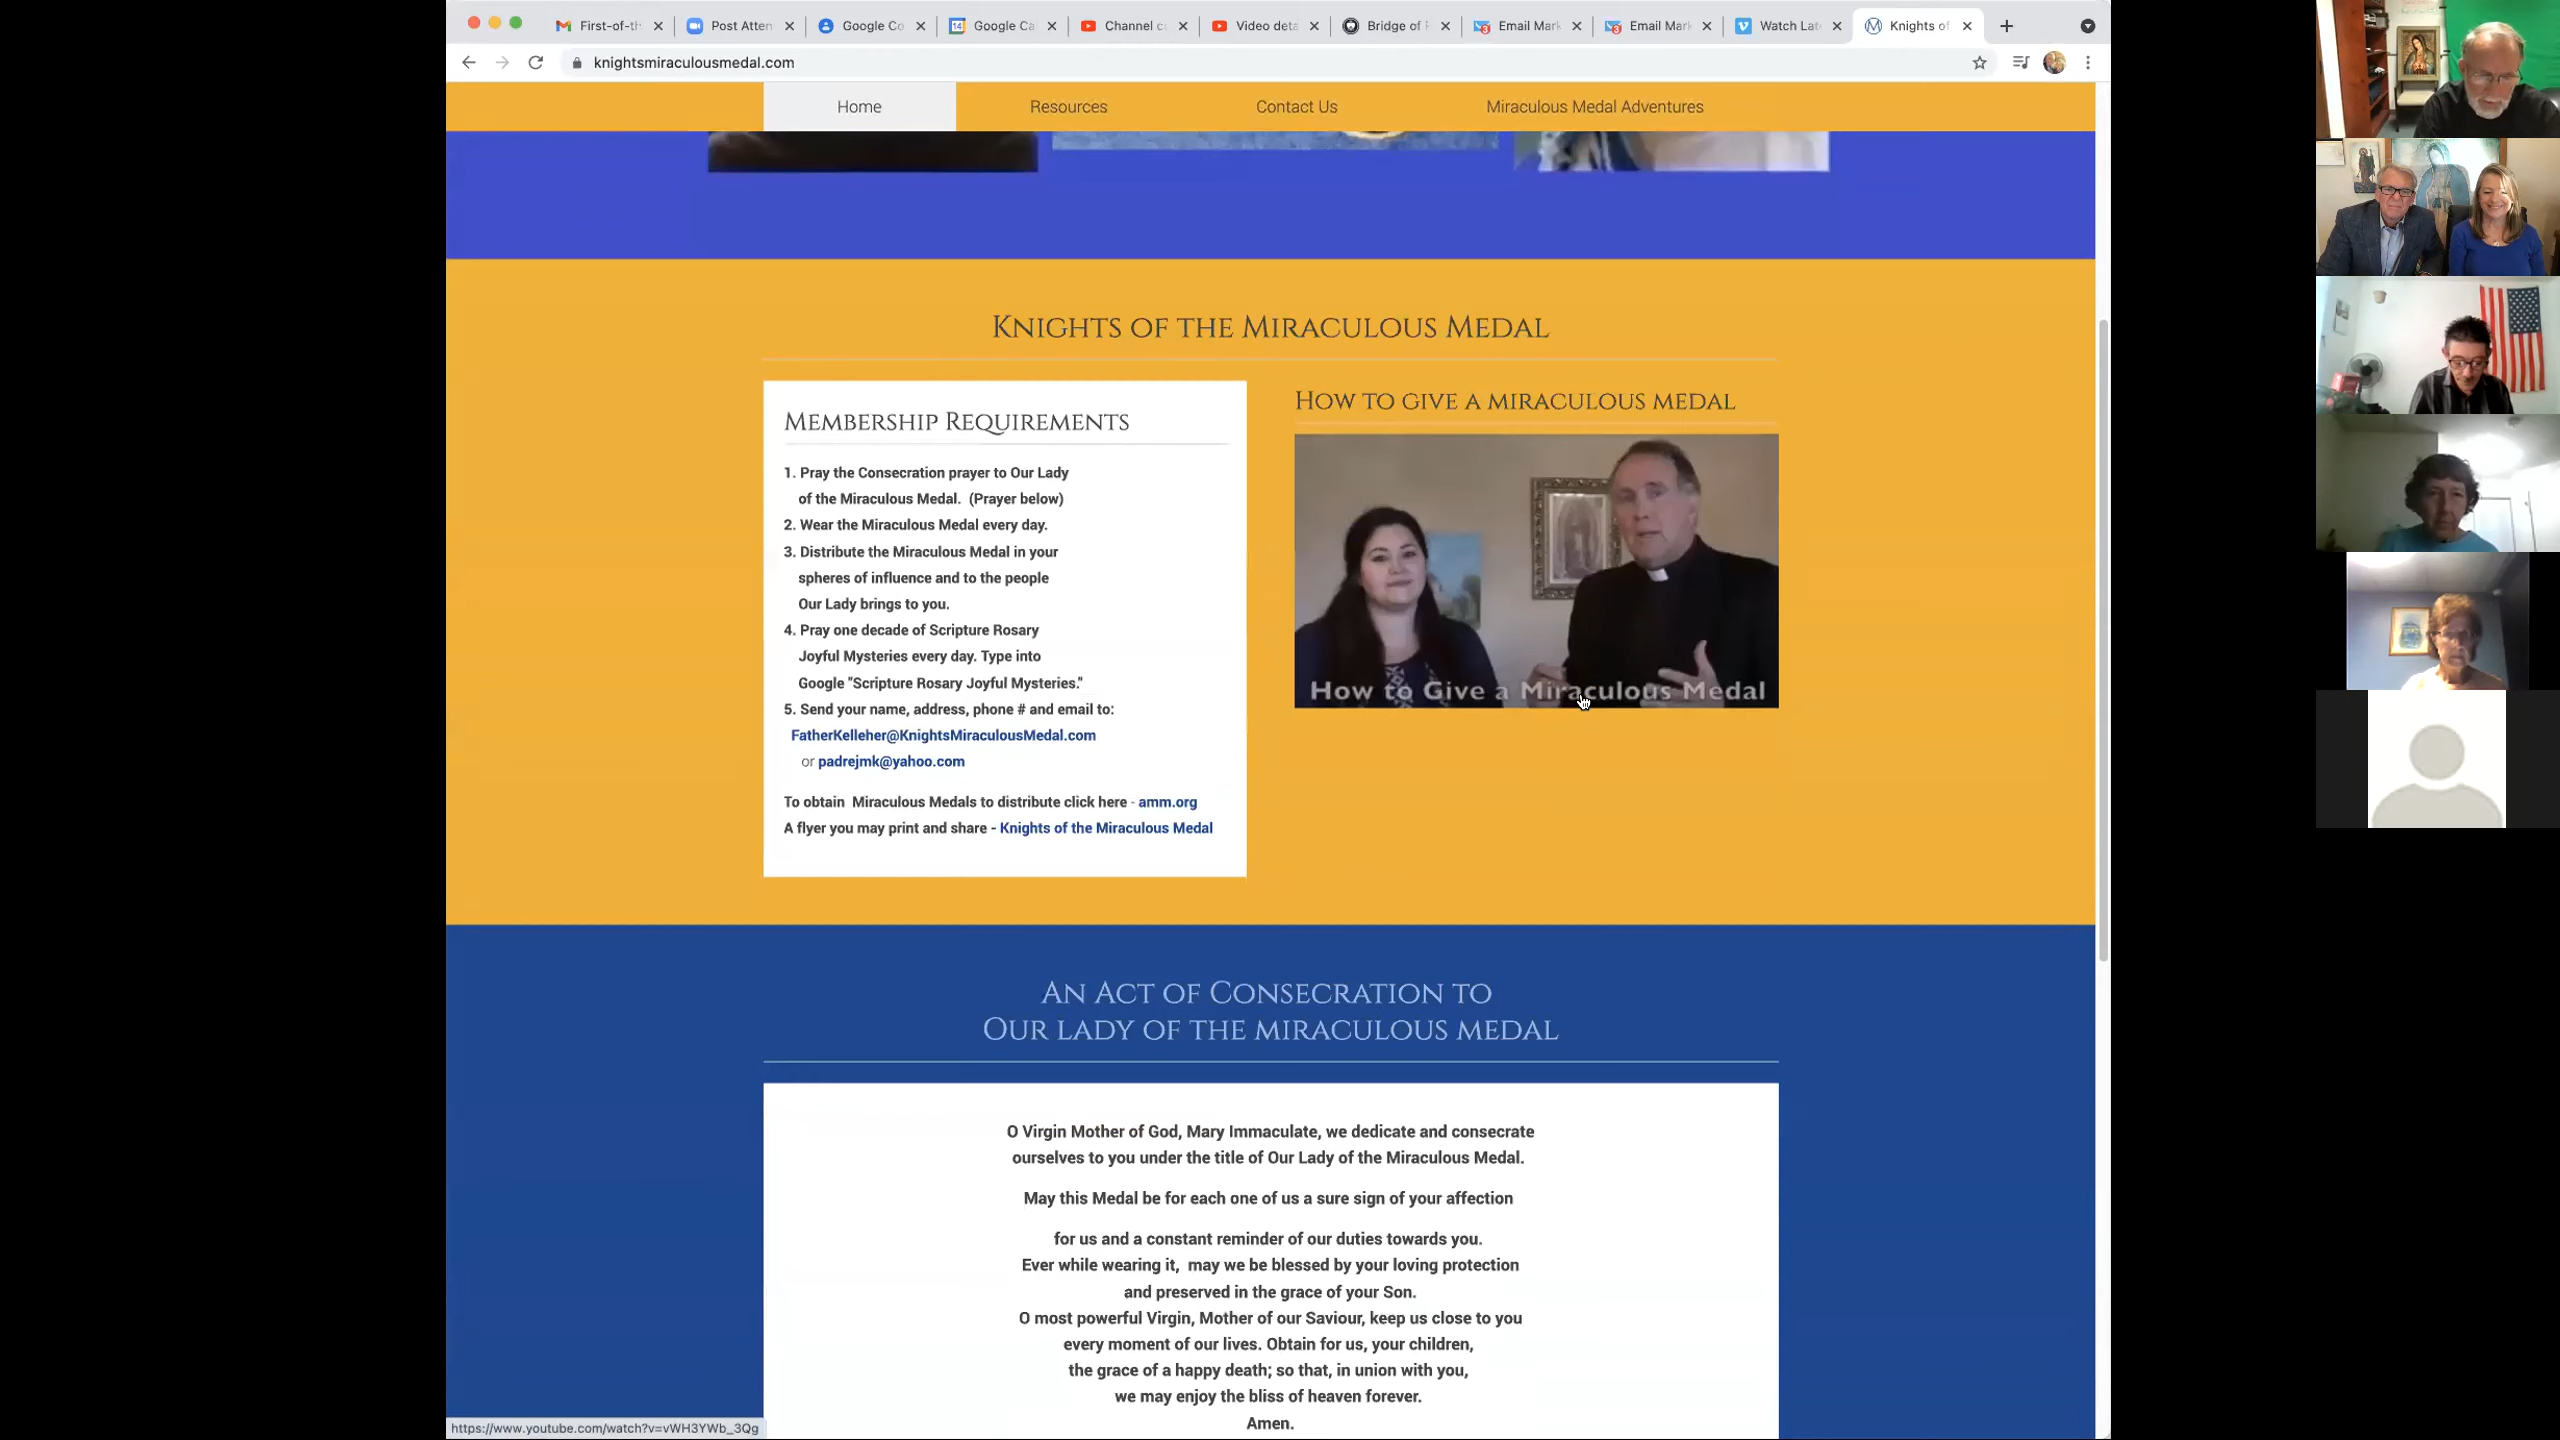 First-of-th
Post Atten
Google Co
Google Ca
Channel c
Video deta
Bridge of
Email Mark
Email Mark
Watch Lat
Knights of
knightsmiraculousmedal.com
Home
Resources
Contact Us
Miraculous Medal Adventures
Knights of the Miraculous Medal
Membership Requirements
1. Pray the Consecration prayer to Our Lady
of the Miraculous Medal. (Prayer below)
2. Wear the Miraculous Medal every day.
3. Distribute the Miraculous Medal in your
spheres of influence and to the people
Our Lady brings to you.
4. Pray one decade of Scripture Rosary
Joyful Mysteries every day. Type into
Google "Scripture Rosary Joyful Mysteries."
5. Send your name, address, phone # and email to:
FatherKelleher@KnightsMiraculousMedal.com
or padrejmk@yahoo.com
To obtain Miraculous Medals to distribute click here - amm.org
A flyer you may print and share - Knights of the Miraculous Medal
How to give a miraculous medal
How to Give a Miraculous Medal
An Act of Consecration to
Our lady of the miraculous medal
O Virgin Mother of God, Mary Immaculate, we dedicate and consecrate
ourselves to you under the title of Our Lady of the Miraculous Medal.
May this Medal be for each one of us a sure sign of your affection
for us and a constant reminder of our duties towards you.
Ever while wearing it, may we be blessed by your loving protection
and preserved in the grace of your Son.
O most powerful Virgin, Mother of our Saviour, keep us close to you
every moment of our lives. Obtain for us, your children,
the grace of a happy death; so that, in union with you,
we may enjoy the bliss of heaven forever.
Amen.
https://www.youtube.com/watch?v=vWH3YWb_3Qg